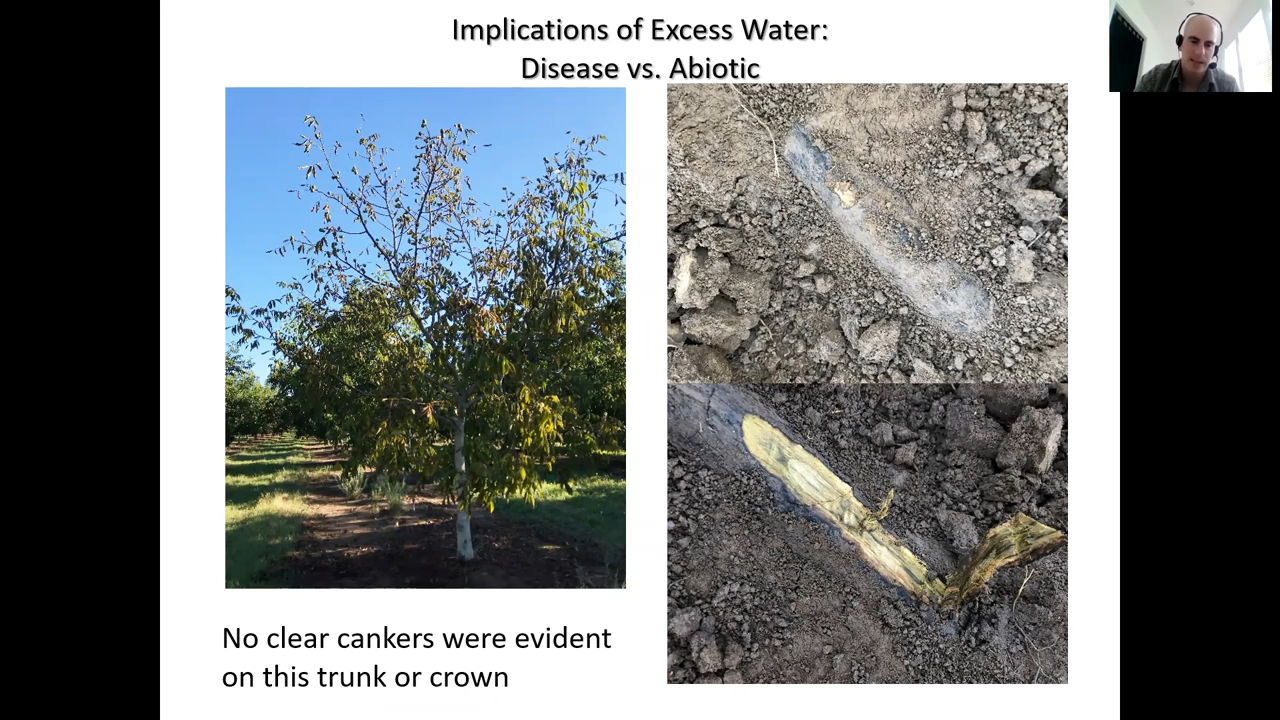 Implications of Excess Water:
Disease vs. Abiotic
No clear cankers were evident
on this trunk or crown